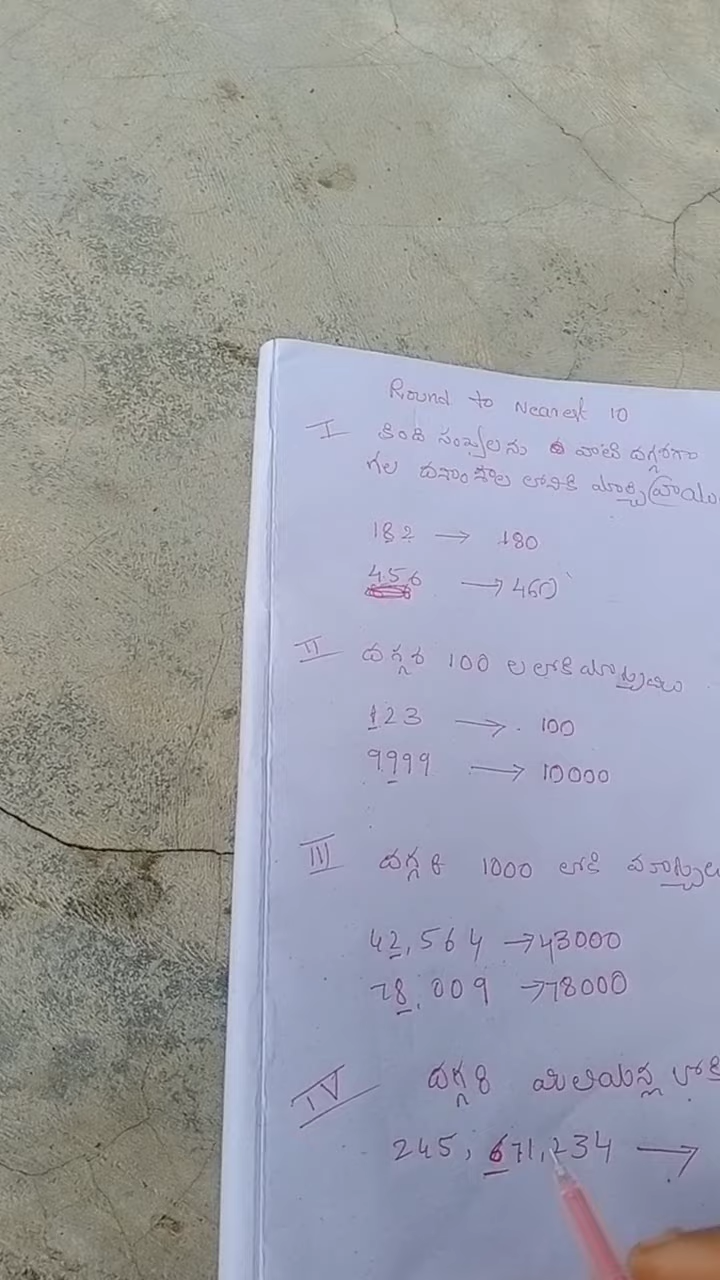 Round to Nearest 10
I కింది సంఖ్యలను వాటి దగ్గరగా
గల దశాంశాల లోనికి మార్చి వ్రాయు
182 → 180
456 → 460
II దగ్గర 100 ల లోకి మార్చుము
123 → 100
9999 → 10000
III దగ్గర 1000 లోకి మార్చుము
42,564 → 43000
78,009 → 78000
IV దగ్గర మిలియన్ల లోకి
245,671,234 →